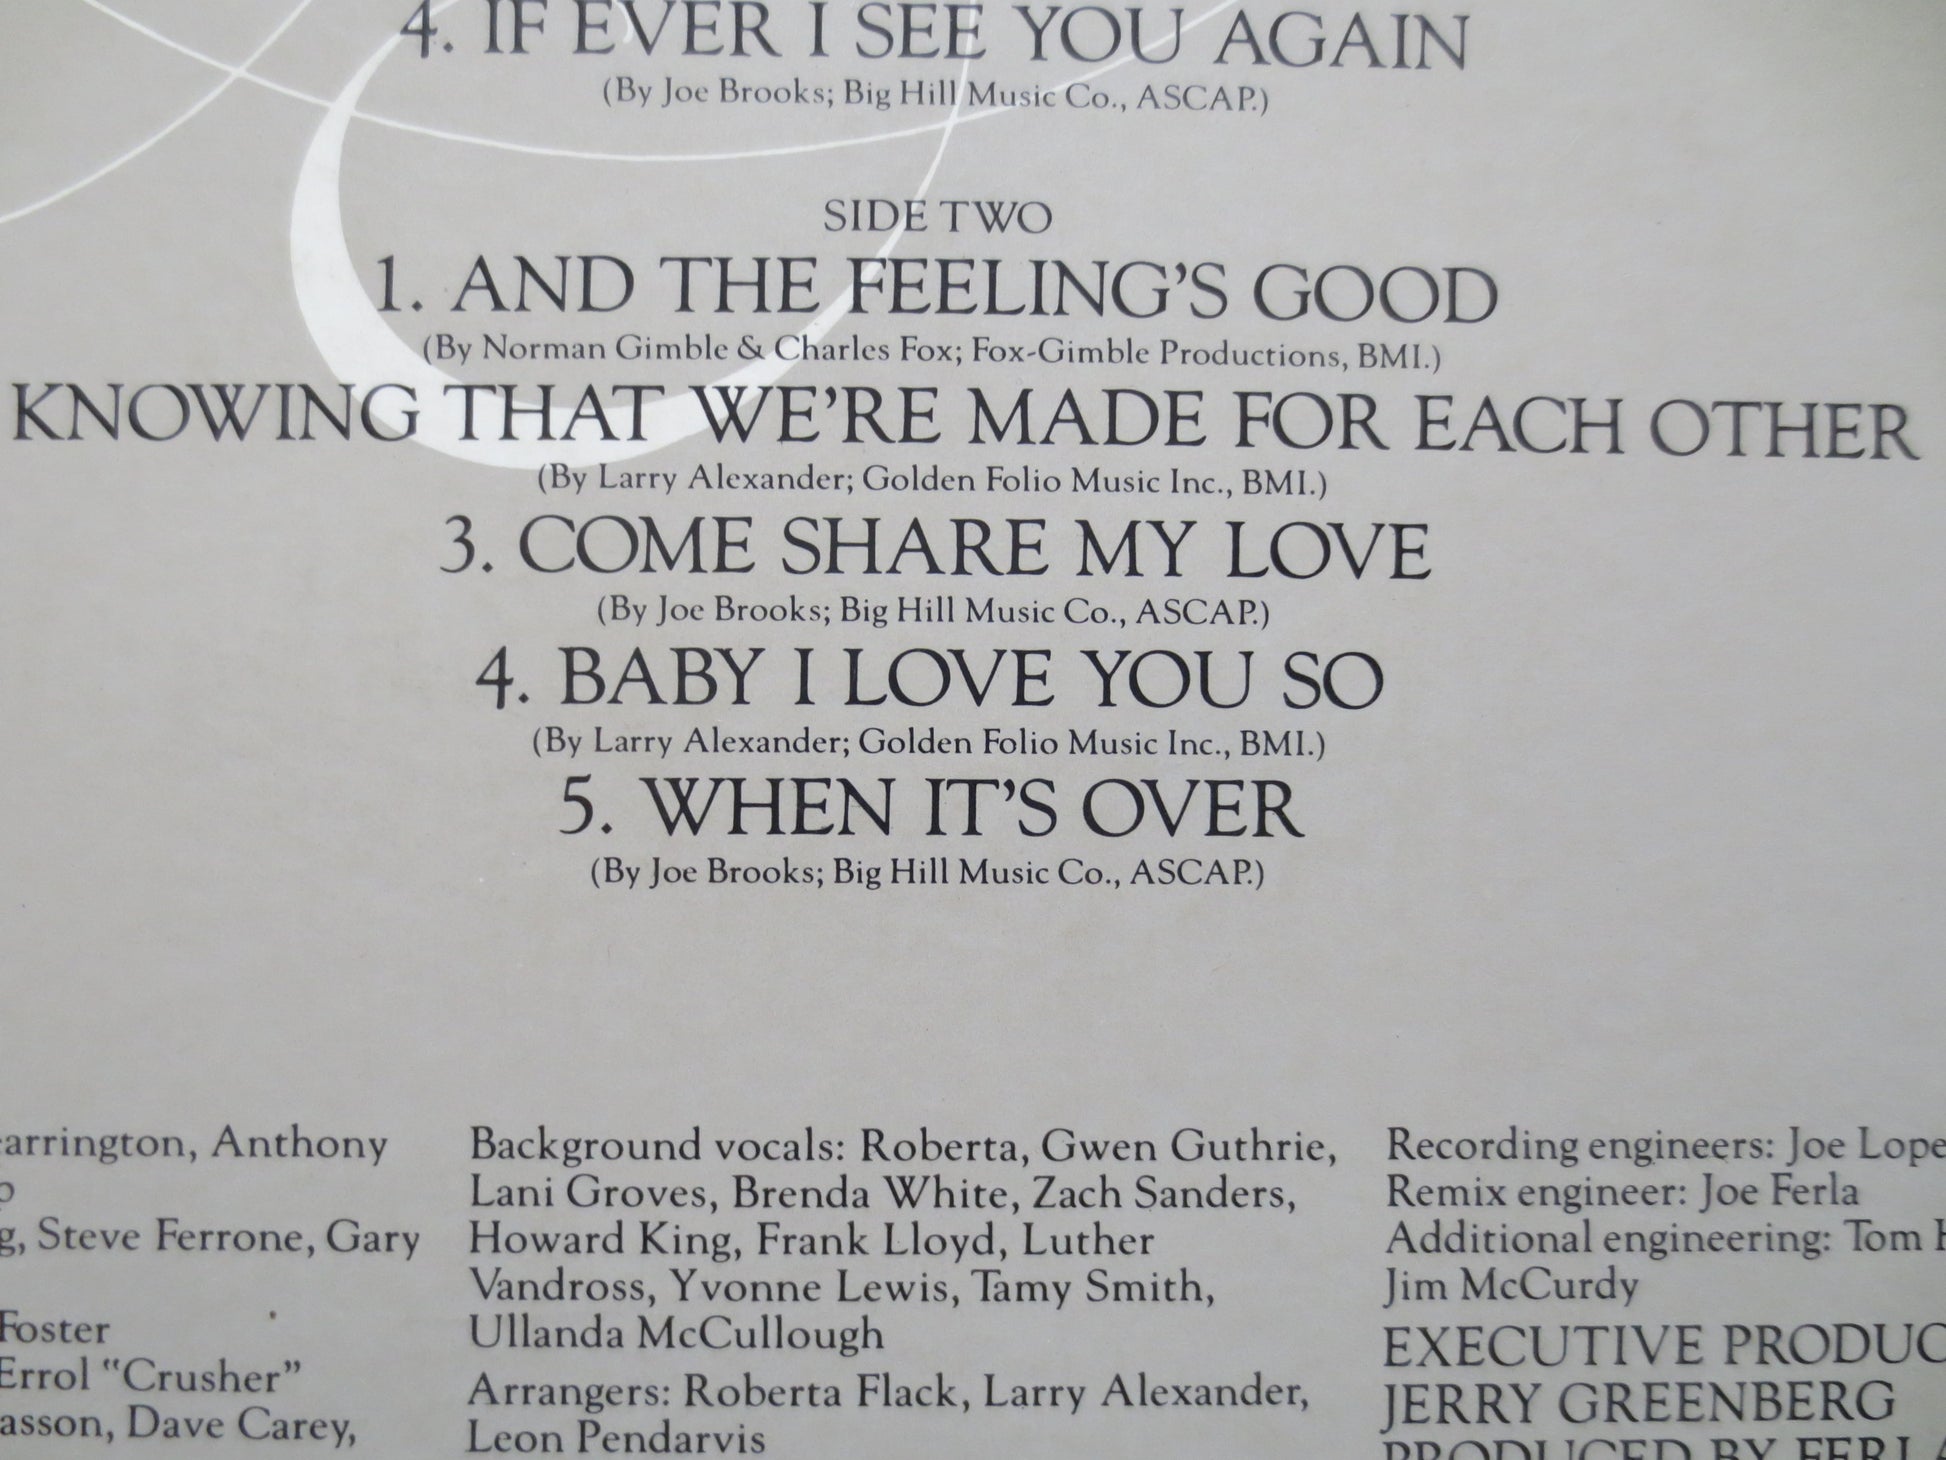 4. IF EVER I SEE YOU AGAIN
(By Joe Brooks; Big Hill Music Co., ASCAP.)
SIDE TWO
1. AND THE FEELING'S GOOD
(By Norman Gimble & Charles Fox; Fox-Gimble Productions, BMI.)
KNOWING THAT WE'RE MADE FOR EACH OTHER
(By Larry Alexander; Golden Folio Music Inc., BMI.)
3. COME SHARE MY LOVE
(By Joe Brooks; Big Hill Music Co., ASCAP.)
4. BABY I LOVE YOU SO
(By Larry Alexander; Golden Folio Music Inc., BMI.)
5. WHEN IT'S OVER
(By Joe Brooks; Big Hill Music Co., ASCAP.)
arrington, Anthony
g, Steve Ferrone, Gary
Foster
Errol "Crusher"
asson, Dave Carey,
Background vocals: Roberta, Gwen Guthrie,
Lani Groves, Brenda White, Zach Sanders,
Howard King, Frank Lloyd, Luther
Vandross, Yvonne Lewis, Tamy Smith,
Ullanda McCullough
Arrangers: Roberta Flack, Larry Alexander,
Leon Pendarvis
Recording engineers: Joe Lope
Remix engineer: Joe Ferla
Additional engineering: Tom
Jim McCurdy
EXECUTIVE PRODUC
JERRY GREENBERG
PRODUCED BY FERLA